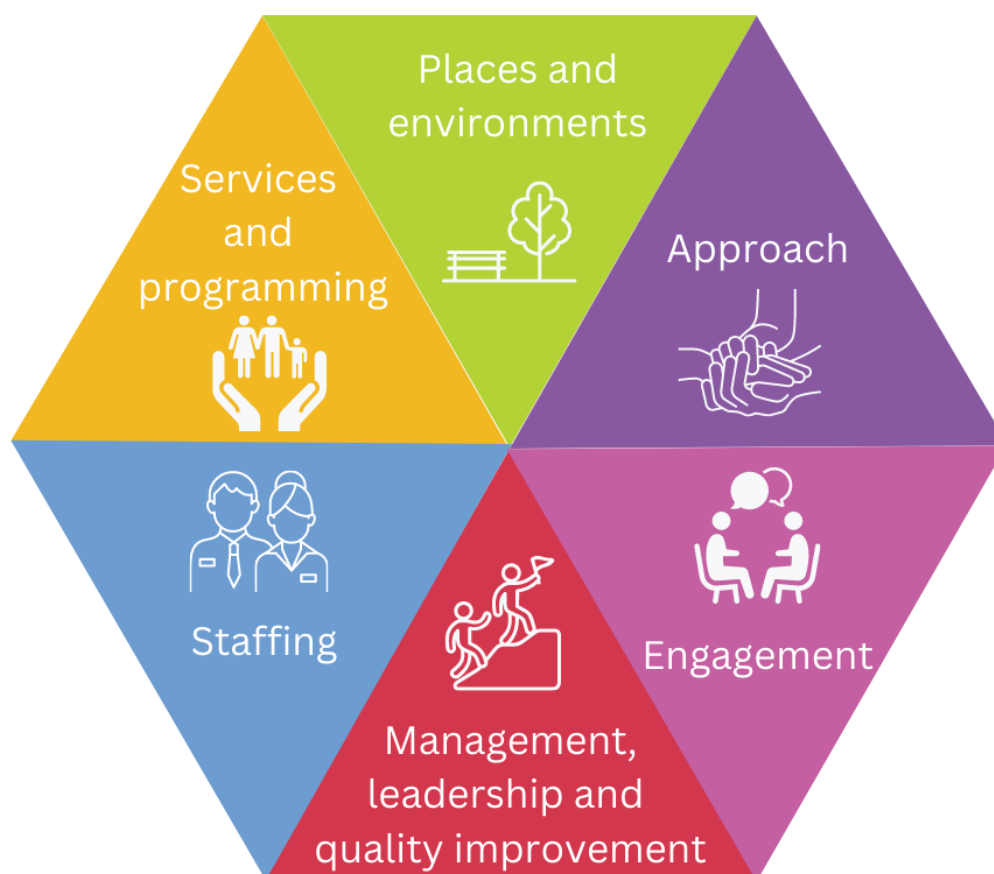 Places and
environments
Services
and
programming
Approach
Staffing
Engagement
Management,
leadership and
quality improvement